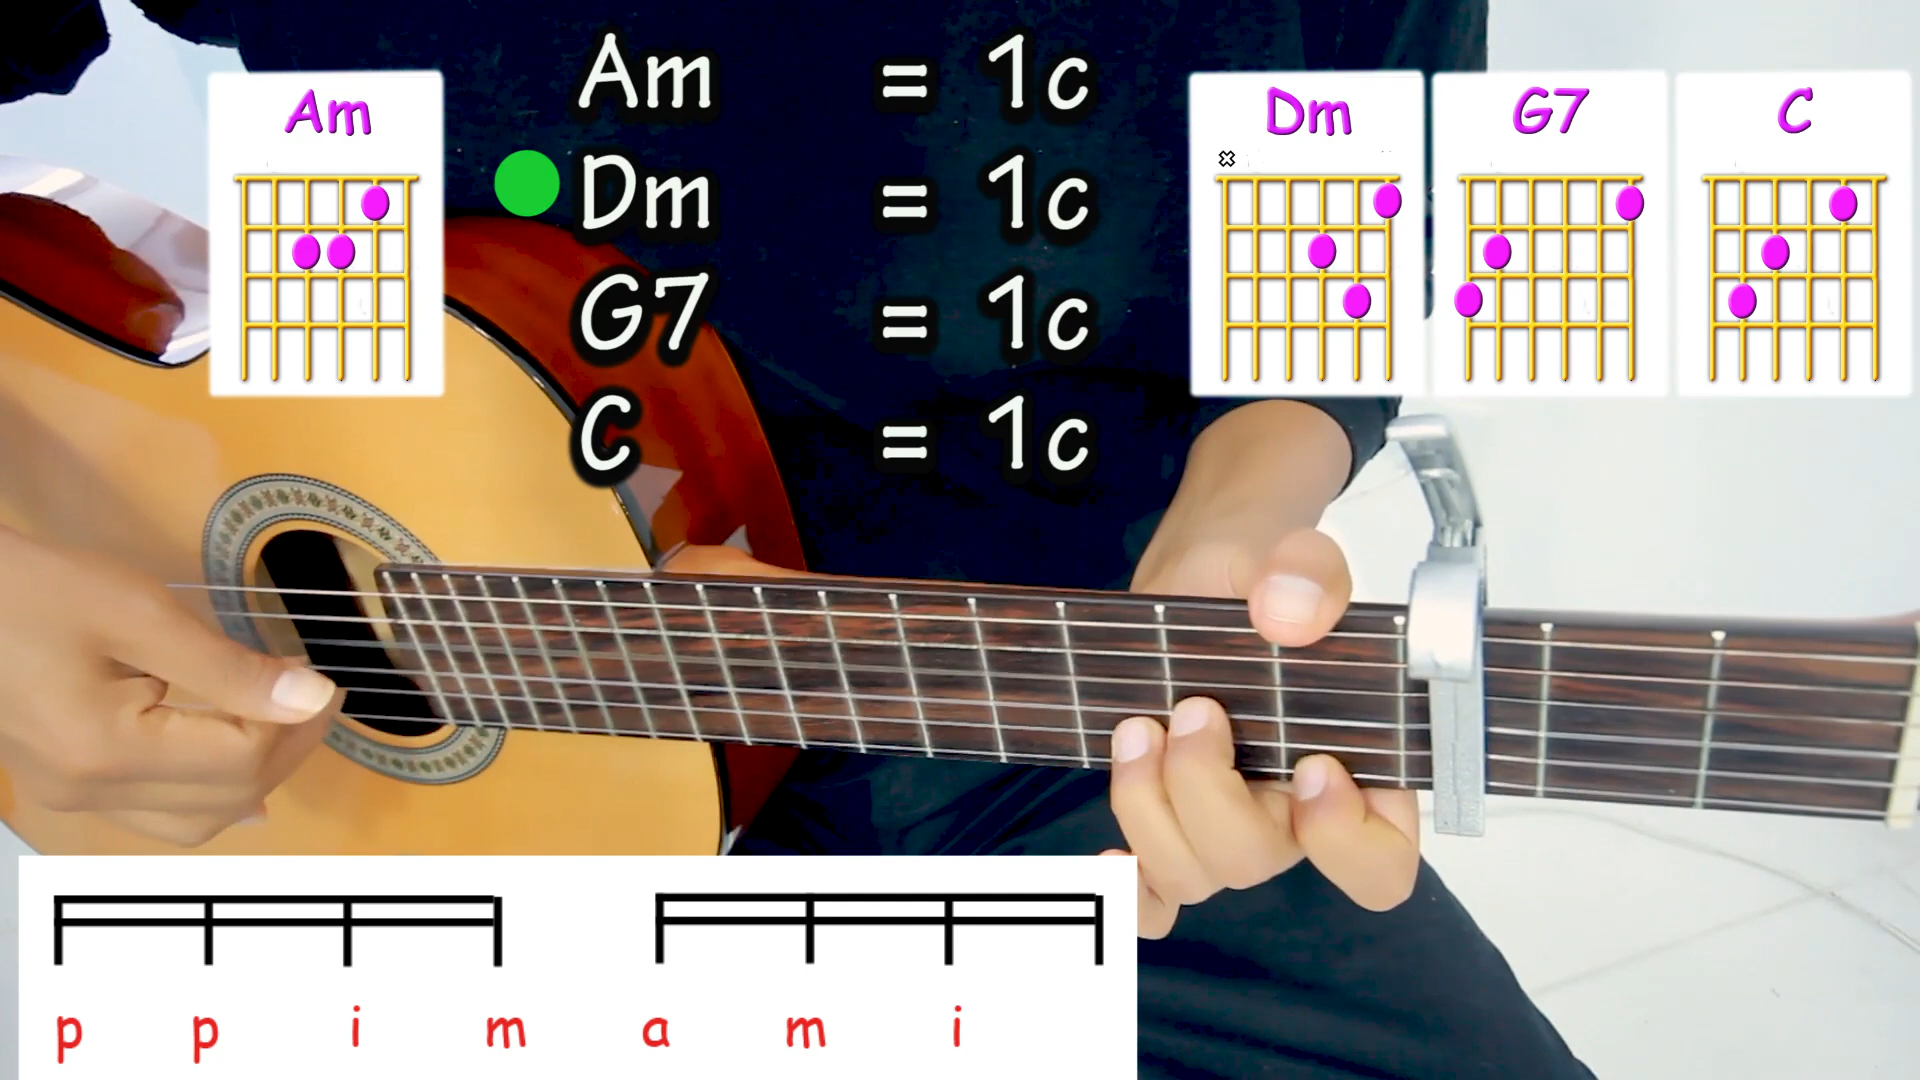 Am
Am = 1c
Dm = 1c
G7 = 1c
C = 1c
Dm
G7
C
p p i m a m i